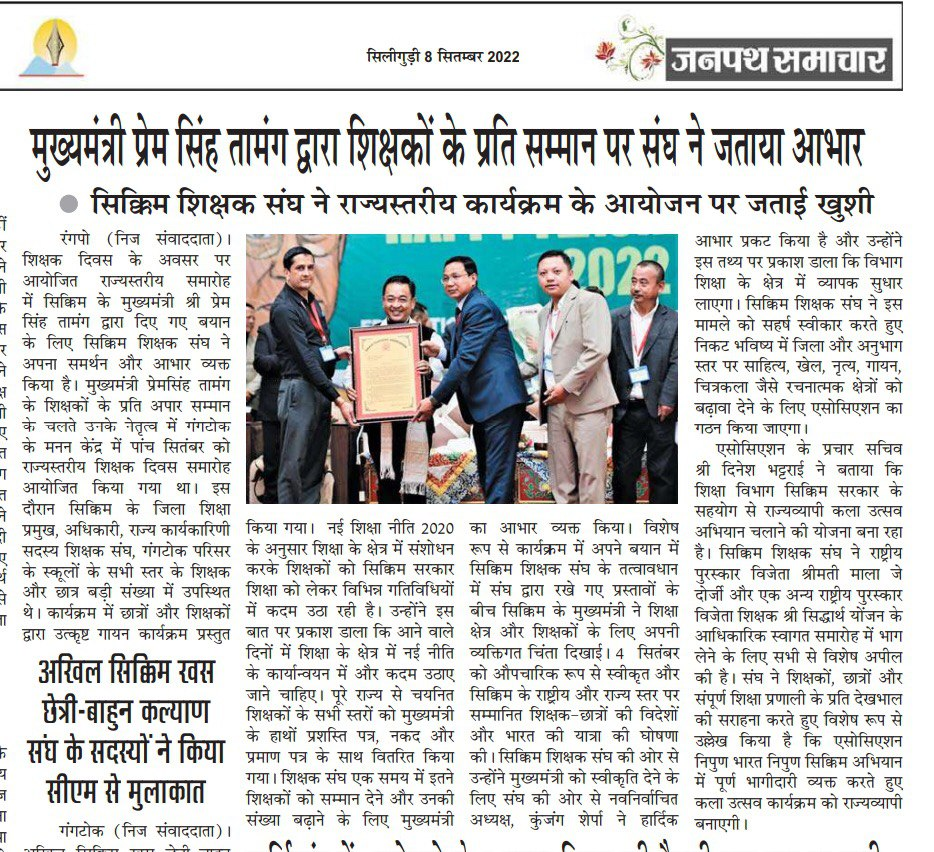 सिलीगुड़ी 8 सितम्बर 2022
जनपथ समाचार
मुख्यमंत्री प्रेम सिंह तामंग द्वारा शिक्षकों के प्रति सम्मान पर संघ ने जताया आभार
सिक्किम शिक्षक संघ ने राज्यस्तरीय कार्यक्रम के आयोजन पर जताई खुशी
रंगपो (निज संवाददाता)।
शिक्षक दिवस के अवसर पर
आयोजित राज्यस्तरीय समारोह
में सिक्किम के मुख्यमंत्री श्री प्रेम
सिंह तामंग द्वारा दिए गए बयान
के लिए सिक्किम शिक्षक संघ ने
अपना समर्थन और आभार व्यक्त
किया है। मुख्यमंत्री प्रेमसिंह तामंग
के शिक्षकों के प्रति अपार सम्मान
के चलते उनके नेतृत्व में गंगटोक
के मनन केंद्र में पांच सितंबर को
राज्यस्तरीय शिक्षक दिवस समारोह
आयोजित किया गया था। इस
दौरान सिक्किम के जिला शिक्षा
प्रमुख, अधिकारी, राज्य कार्यकारिणी
सदस्य शिक्षक संघ, गंगटोक परिसर
के स्कूलों के सभी स्तर के शिक्षक
और छात्र बड़ी संख्या में उपस्थित
थे। कार्यक्रम में छात्रों और शिक्षकों
द्वारा उत्कृष्ट गायन कार्यक्रम प्रस्तुत
2022
किया गया। नई शिक्षा नीति 2020
के अनुसार शिक्षा के क्षेत्र में संशोधन
करके शिक्षकों को सिक्किम सरकार
शिक्षा को लेकर विभिन्न गतिविधियों
में कदम उठा रही है। उन्होंने इस
बात पर प्रकाश डाला कि आने वाले
दिनों में शिक्षा के क्षेत्र में नई नीति
के कार्यान्वयन में और कदम उठाए
जाने चाहिए। पूरे राज्य से चयनित
शिक्षकों के सभी स्तरों को मुख्यमंत्री
के हाथों प्रशस्ति पत्र, नकद और
प्रमाण पत्र के साथ वितरित किया
गया। शिक्षक संघ एक समय में इतने
शिक्षकों को सम्मान देने और उनकी
संख्या बढ़ाने के लिए मुख्यमंत्री
का आभार व्यक्त किया। विशेष
रूप से कार्यक्रम में अपने बयान में
सिक्किम शिक्षक संघ के तत्वावधान
में संघ द्वारा रखे गए प्रस्तावों के
बीच सिक्किम के मुख्यमंत्री ने शिक्षा
क्षेत्र और शिक्षकों के लिए अपनी
व्यक्तिगत चिंता दिखाई। 4 सितंबर
को औपचारिक रूप से स्वीकृत और
सिक्किम के राष्ट्रीय और राज्य स्तर पर
सम्मानित शिक्षक-छात्रों की विदेशों
और भारत की यात्रा की घोषणा
की। सिक्किम शिक्षक संघ की ओर से
उन्होंने मुख्यमंत्री को स्वीकृति देने के
लिए संघ की ओर से नवनिर्वाचित
अध्यक्ष, कुंजंग शेर्पा ने हार्दिक
आभार प्रकट किया है और उन्होंने
इस तथ्य पर प्रकाश डाला कि विभाग
शिक्षा के क्षेत्र में व्यापक सुधार
लाएगा। सिक्किम शिक्षक संघ ने इस
मामले को सहर्ष स्वीकार करते हुए
निकट भविष्य में जिला और अनुभाग
स्तर पर साहित्य, खेल, नृत्य, गायन,
चित्रकला जैसे रचनात्मक क्षेत्रों को
बढ़ावा देने के लिए एसोसिएशन का
गठन किया जाएगा।
एसोसिएशन के प्रचार सचिव
श्री दिनेश भट्टराई ने बताया कि
शिक्षा विभाग सिक्किम सरकार के
सहयोग से राज्यव्यापी कला उत्सव
अभियान चलाने की योजना बना रहा
है। सिक्किम शिक्षक संघ ने राष्ट्रीय
पुरस्कार विजेता श्रीमती माला जे
दोर्जी और एक अन्य राष्ट्रीय पुरस्कार
विजेता शिक्षक श्री सिद्धार्थ योंजन के
आधिकारिक स्वागत समारोह में भाग
लेने के लिए सभी से विशेष अपील
की है। संघ ने शिक्षकों, छात्रों और
संपूर्ण शिक्षा प्रणाली के प्रति देखभाल
की सराहना करते हुए विशेष रूप से
उल्लेख किया है कि एसोसिएशन
निपुण भारत निपुण सिक्किम अभियान
में पूर्ण भागीदारी व्यक्त करते हुए
कला उत्सव कार्यक्रम को राज्यव्यापी
बनाएगी।
अखिल सिक्किम खस
छेत्री-बाहुन कल्याण
संघ के सदस्यों ने किया
सीएम से मुलाकात
गंगटोक (निज संवाददाता)।